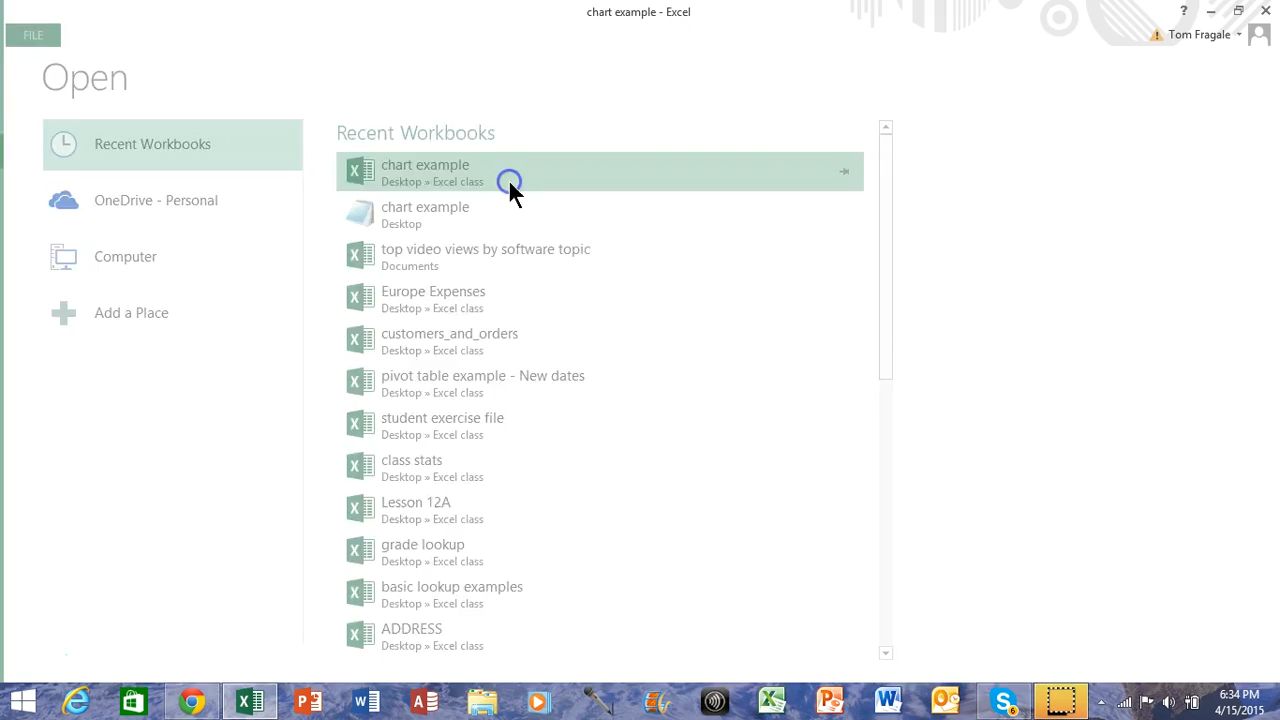 chart example - Excel
?
FILE
Tom Fragale
Open
Recent Workbooks
OneDrive - Personal
Computer
Add a Place
Recent Workbooks
chart example
Desktop » Excel class
chart example
Desktop
top video views by software topic
Documents
Europe Expenses
Desktop » Excel class
customers_and_orders
Desktop » Excel class
pivot table example - New dates
Desktop » Excel class
student exercise file
Desktop » Excel class
class stats
Desktop » Excel class
Lesson 12A
Desktop » Excel class
grade lookup
Desktop » Excel class
basic lookup examples
Desktop » Excel class
ADDRESS
Desktop » Excel class
6:34 PM
4/15/2015